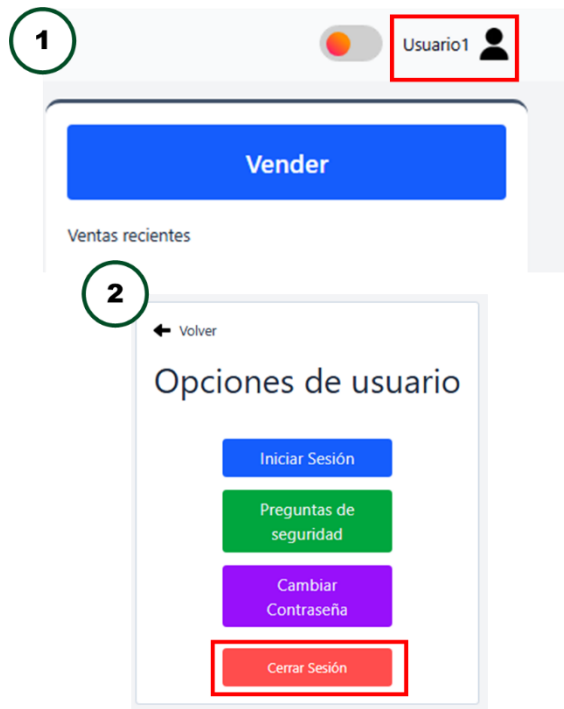 1
Usuario1
Vender
Ventas recientes
2
Volver
Opciones de usuario
Iniciar Sesión
Preguntas de
seguridad
Cambiar
Contraseña
Cerrar Sesión